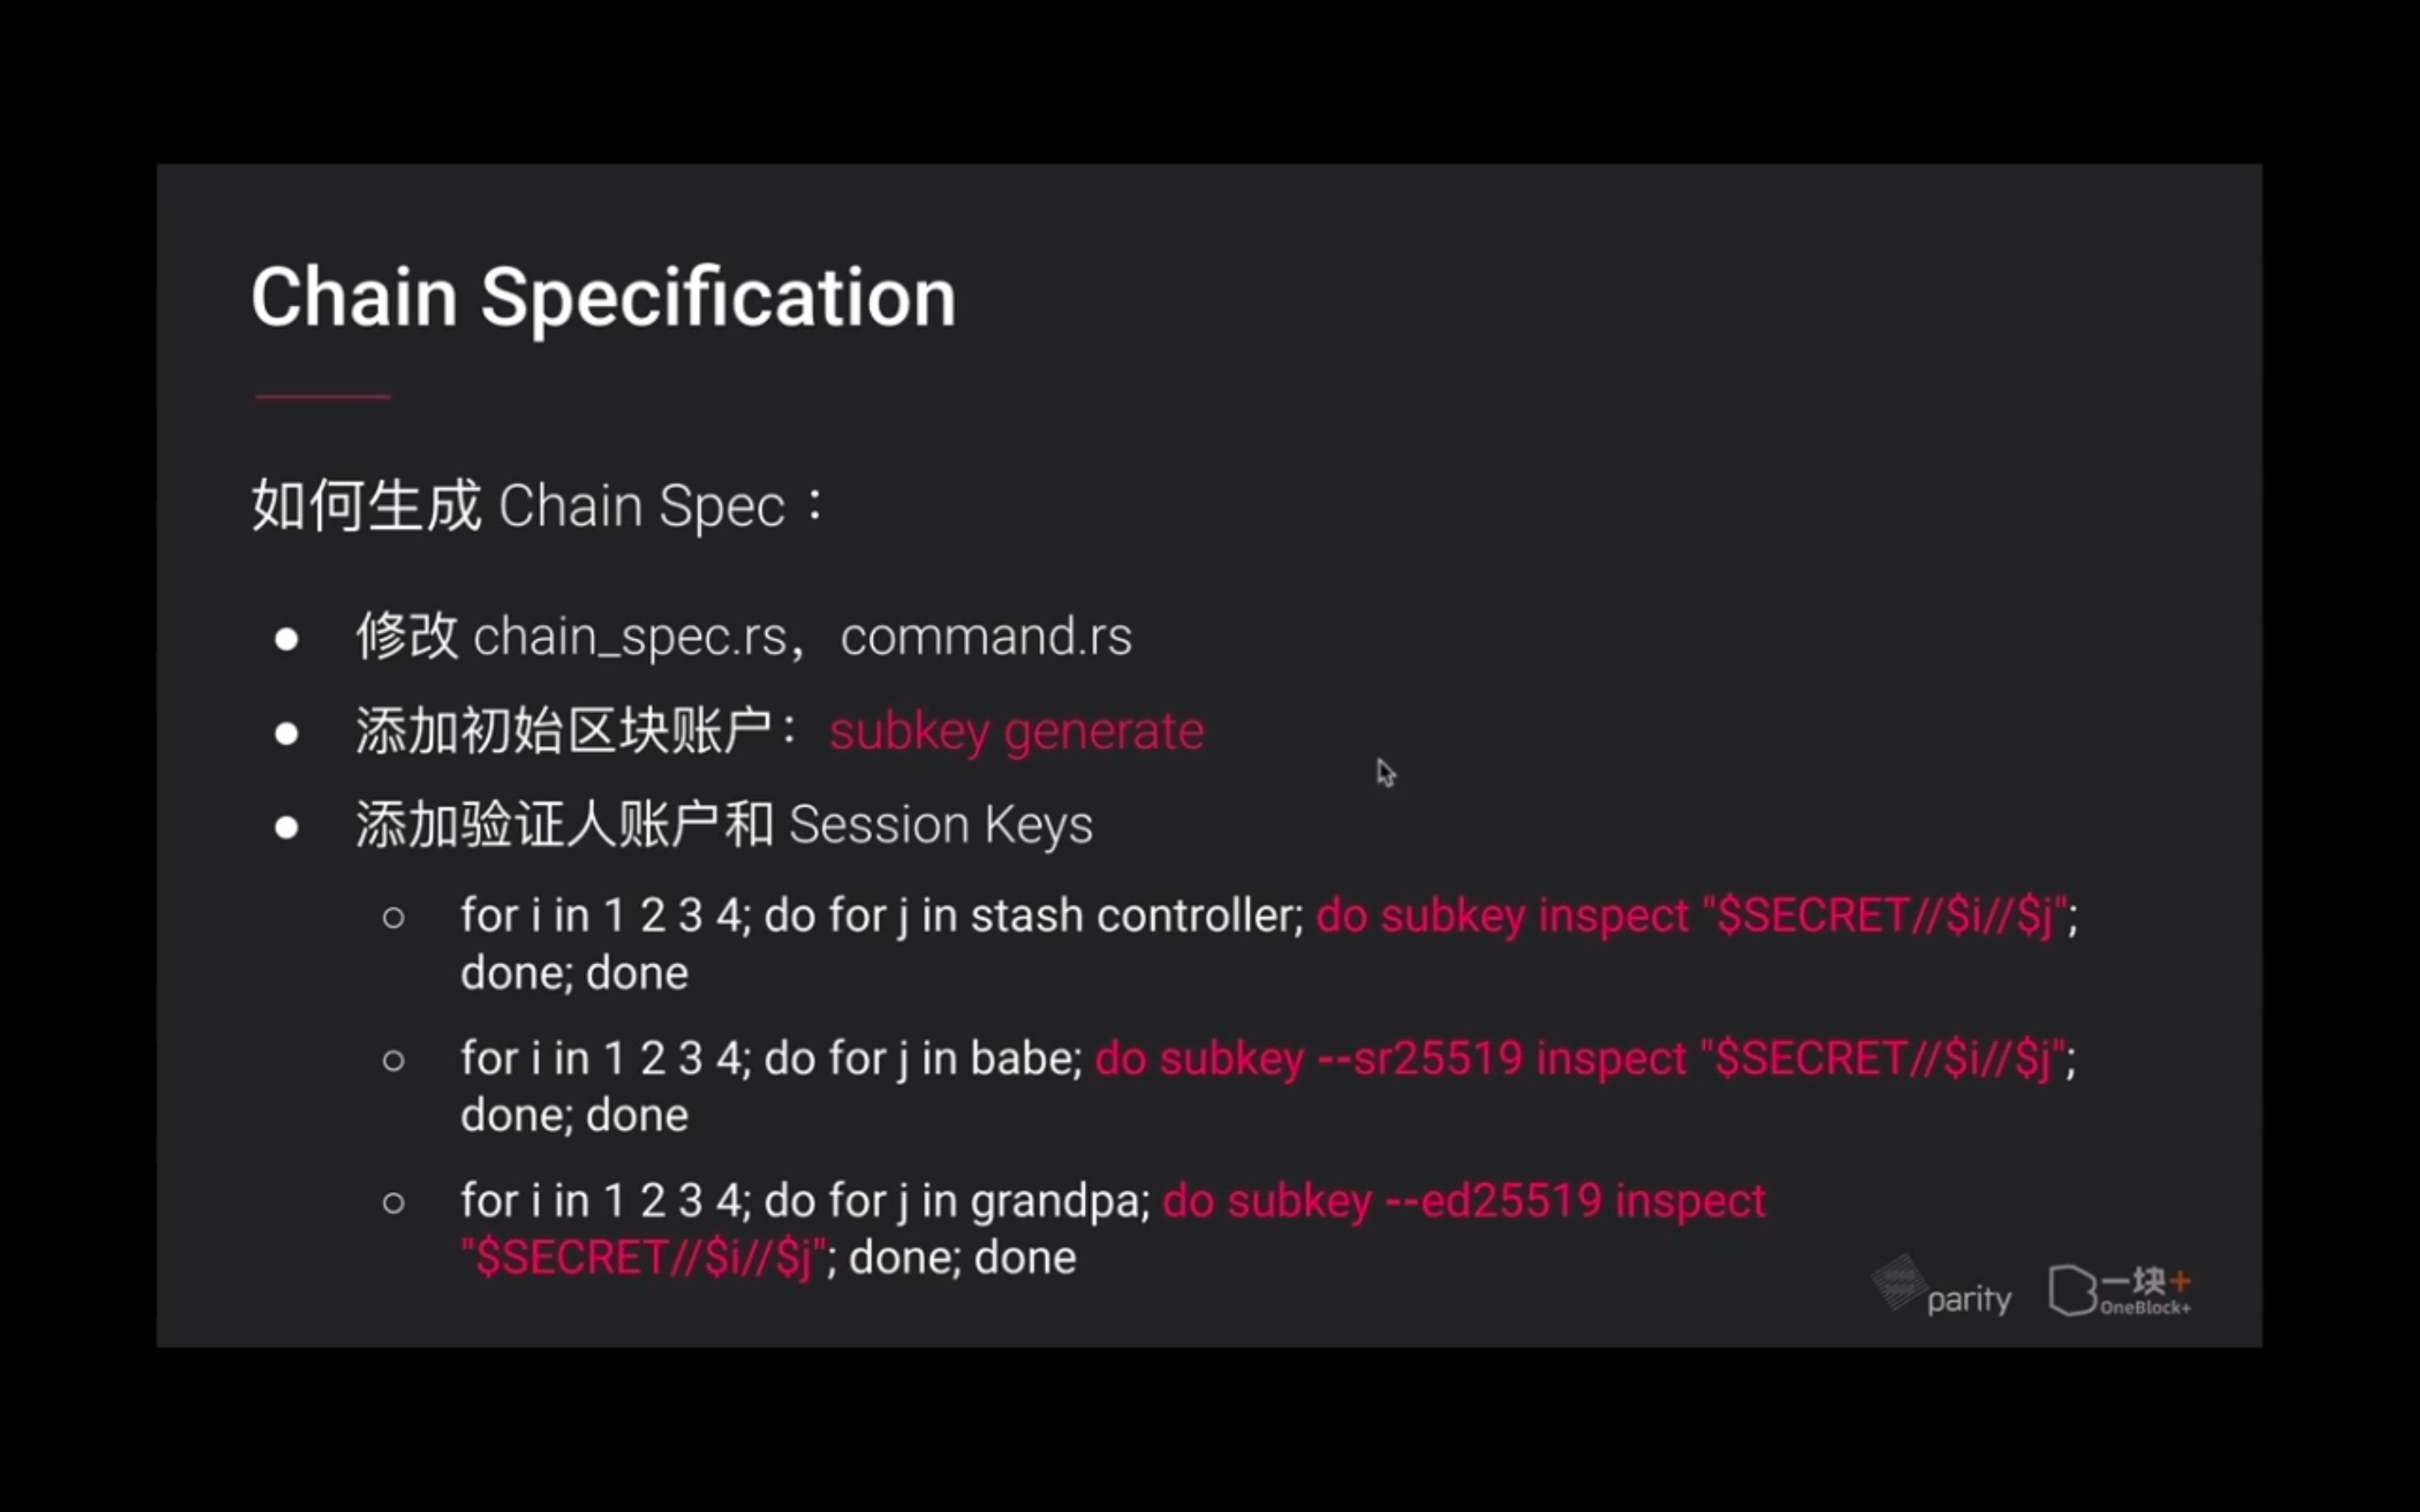 Chain Specification
如何生成 Chain Spec：
● 修改 chain_spec.rs，command.rs
● 添加初始区块账户：subkey generate
● 添加验证人账户和 Session Keys
○ for i in 1 2 3 4; do for j in stash controller; do subkey inspect "$SECRET//$i//$j";
done; done
○ for i in 1 2 3 4; do for j in babe; do subkey --sr25519 inspect "$SECRET//$i//$j";
done; done
○ for i in 1 2 3 4; do for j in grandpa; do subkey --ed25519 inspect
"$SECRET//$i//$j"; done; done
parity
一块+
OneBlock+